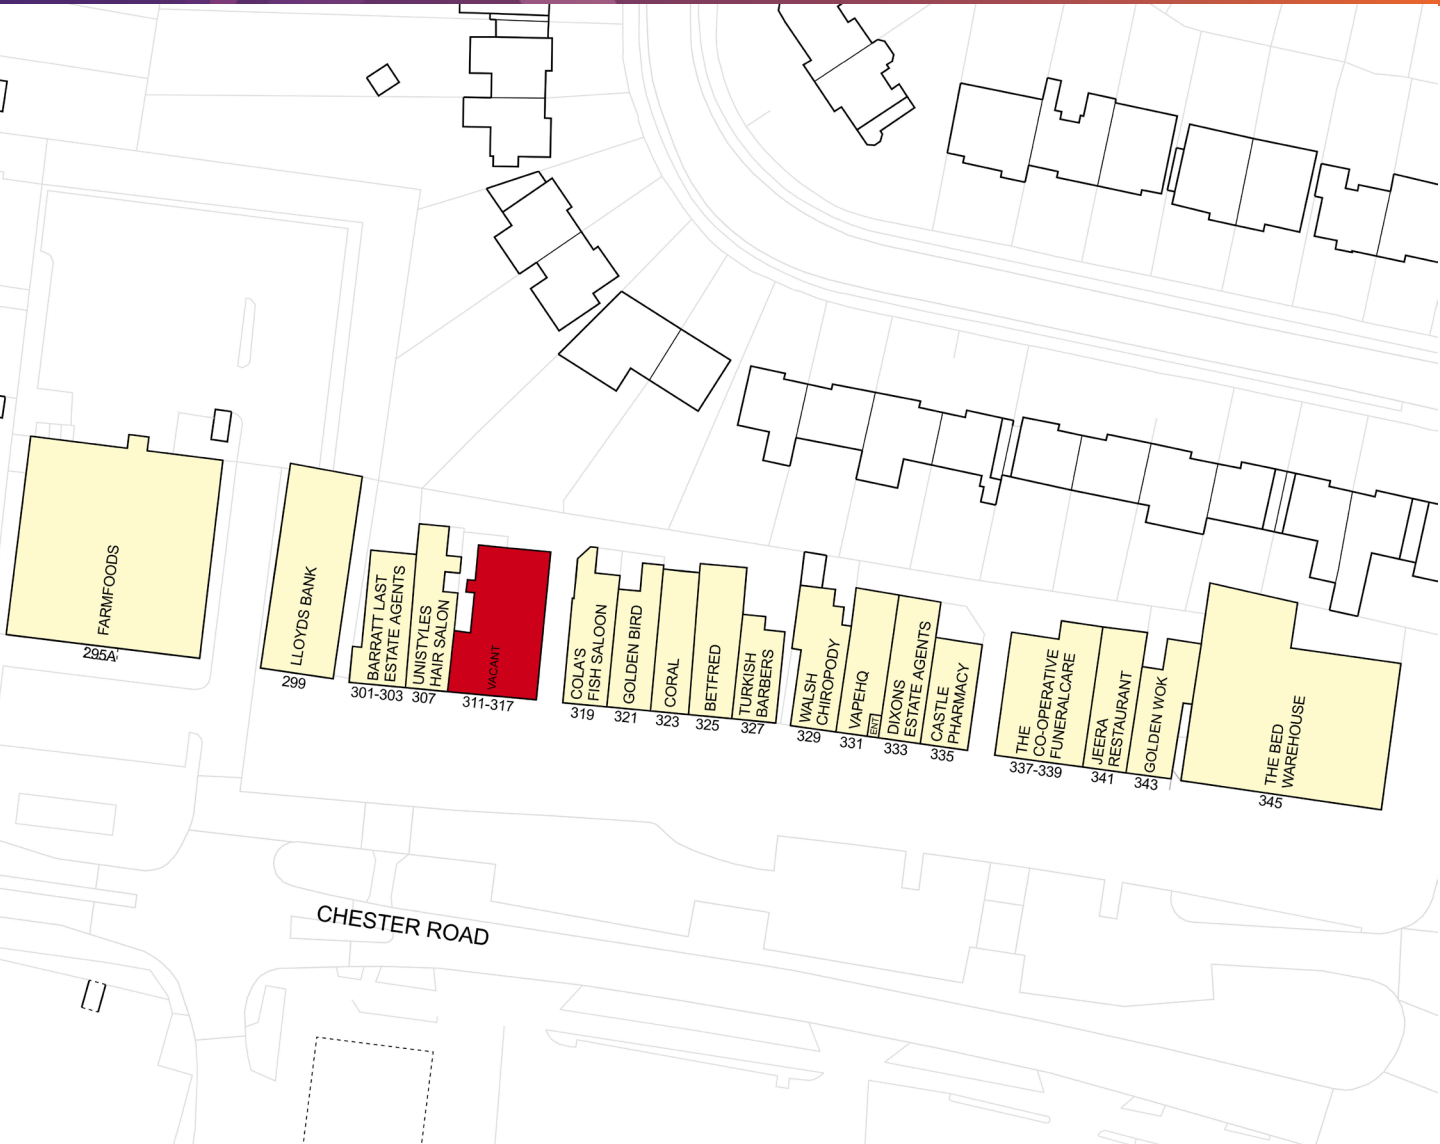 FARMFOODS
295A
LLOYDS BANK
299
BARRATT LAST
ESTATE AGENTS
301-303
UNISTYLES
HAIR SALON
307
VACANT
311-317
COLA'S
FISH SALOON
319
GOLDEN BIRD
321
CORAL
323
BETFRED
325
TURKISH
BARBERS
327
WALSH
CHIROPODY
329
VAPEHQ
331
ENT
DIXONS
ESTATE AGENTS
333
CASTLE
PHARMACY
335
THE
CO-OPERATIVE
FUNERALCARE
337-339
JEERA
RESTAURANT
341
GOLDEN WOK
343
THE BED
WAREHOUSE
345
CHESTER ROAD